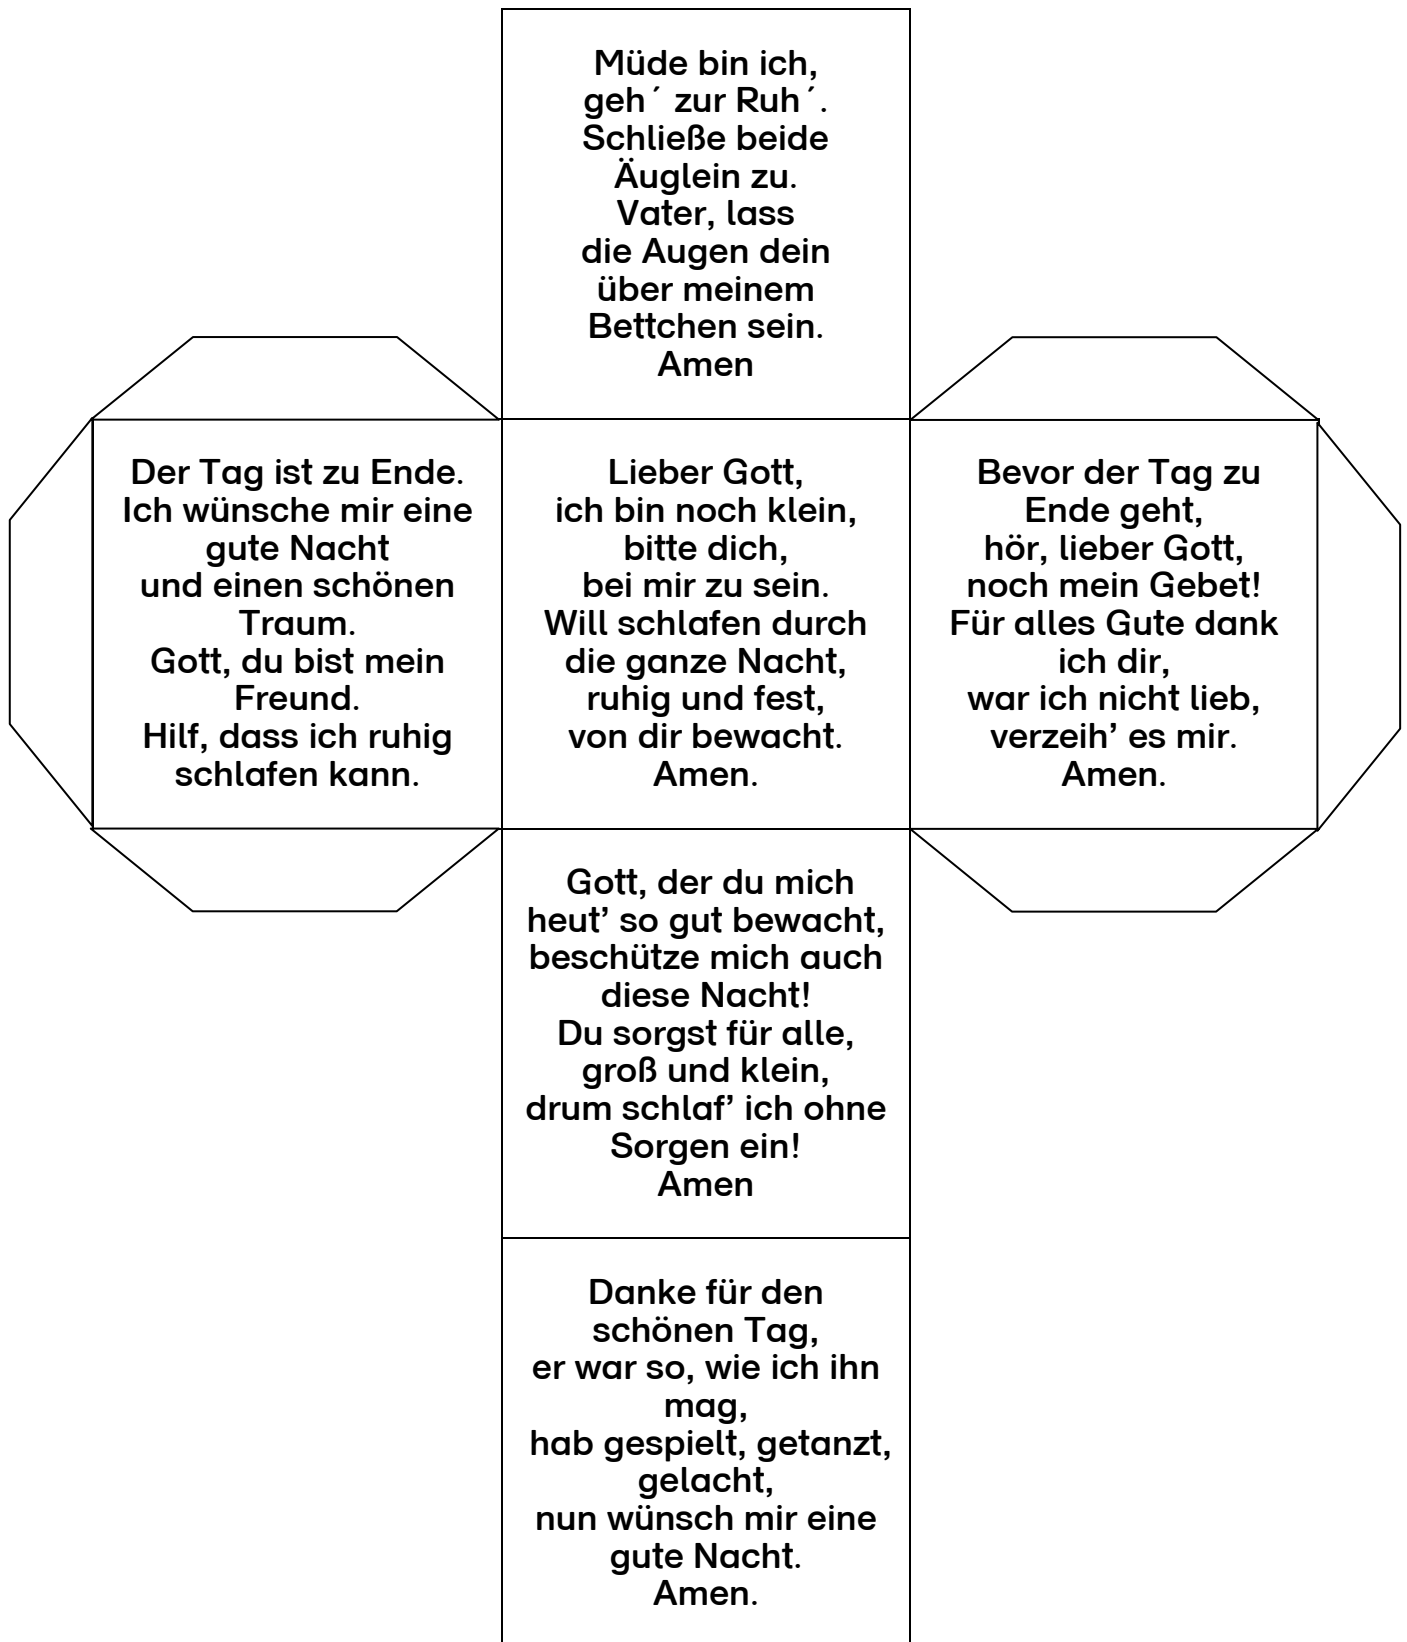 Müde bin ich,
geh´ zur Ruh´.
Schließe beide
Äuglein zu.
Vater, lass
die Augen dein
über meinem
Bettchen sein.
Amen
Der Tag ist zu Ende.
Ich wünsche mir eine
gute Nacht
und einen schönen
Traum.
Gott, du bist mein
Freund.
Hilf, dass ich ruhig
schlafen kann.
Lieber Gott,
ich bin noch klein,
bitte dich,
bei mir zu sein.
Will schlafen durch
die ganze Nacht,
ruhig und fest,
von dir bewacht.
Amen.
Bevor der Tag zu
Ende geht,
hör, lieber Gott,
noch mein Gebet!
Für alles Gute dank
ich dir,
war ich nicht lieb,
verzeih’ es mir.
Amen.
Gott, der du mich
heut’ so gut bewacht,
beschütze mich auch
diese Nacht!
Du sorgst für alle,
groß und klein,
drum schlaf’ ich ohne
Sorgen ein!
Amen
Danke für den
schönen Tag,
er war so, wie ich ihn
mag,
hab gespielt, getanzt,
gelacht,
nun wünsch mir eine
gute Nacht.
Amen.